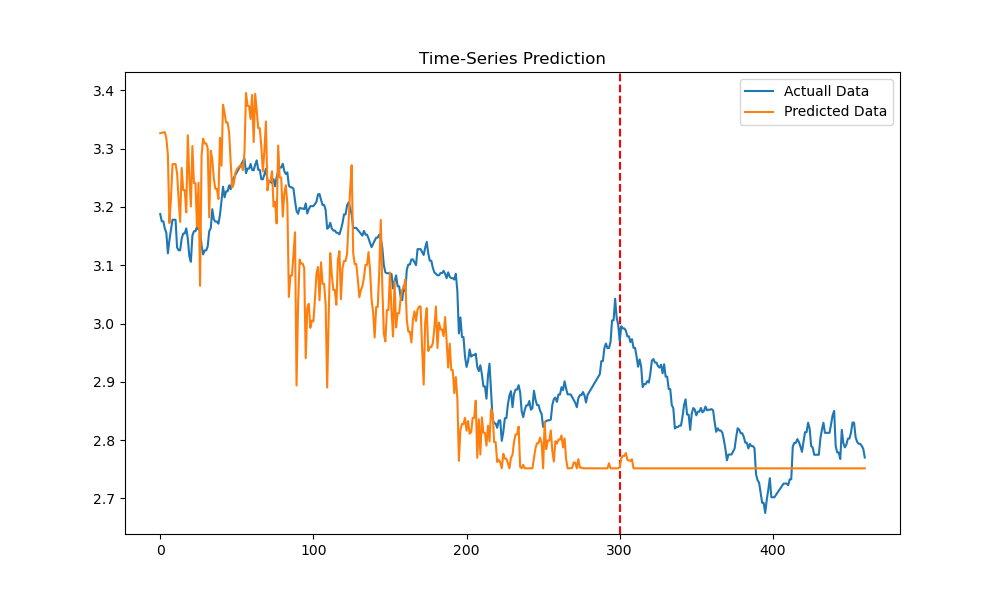 Time-Series Prediction
Actuall Data
Predicted Data
3.4
3.3
3.2
3.1
3.0
2.9
2.8
2.7
0 100 200 300 400